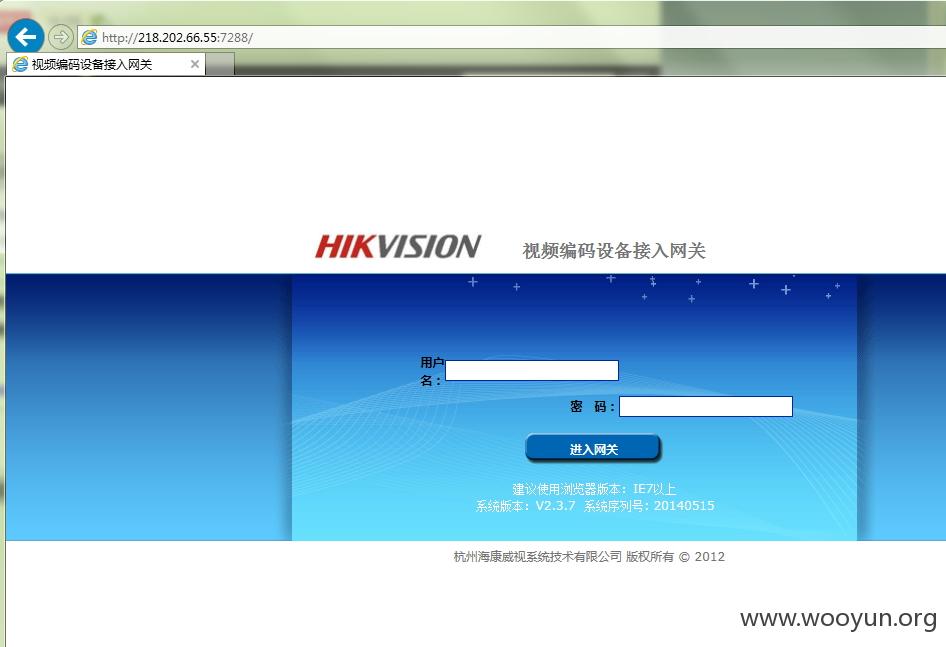 http://218.202.66.55:7288/
视频编码设备接入网关
HIKVISION 视频编码设备接入网关
用户
名：
密 码：
进入网关
建议使用浏览器版本：IE7以上
系统版本：V2.3.7 系统序列号：20140515
杭州海康威视系统技术有限公司 版权所有 © 2012
www.wooyun.org